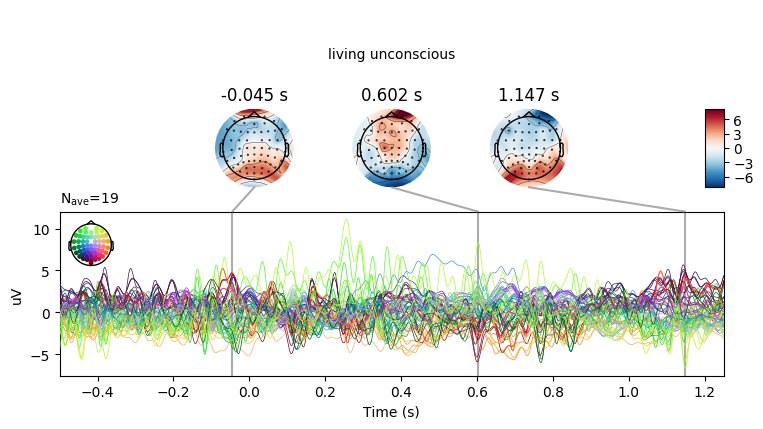 living unconscious
-0.045 s 0.602 s 1.147 s
6
3
0
−3
−6
Nave=19
10
5
0
−5
uV
−0.4 −0.2 0.0 0.2 0.4 0.6 0.8 1.0 1.2
Time (s)